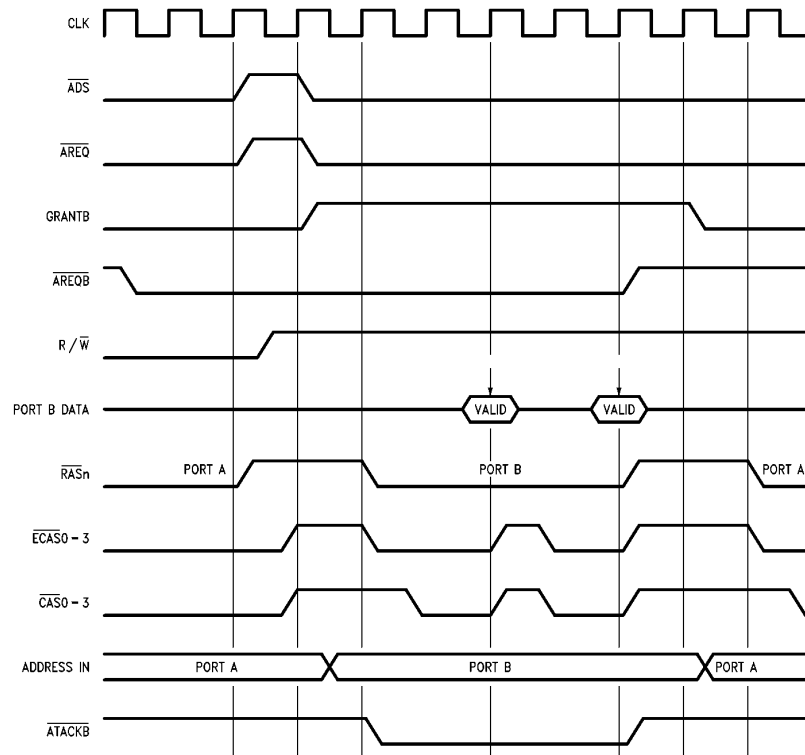 CLK
ADS
AREQ
GRANTB
AREQB
R/W
PORT B DATA VALID VALID
RASn PORT A PORT B PORT A
ECAS0-3
CAS0-3
ADDRESS IN PORT A PORT B PORT A
ATACKB